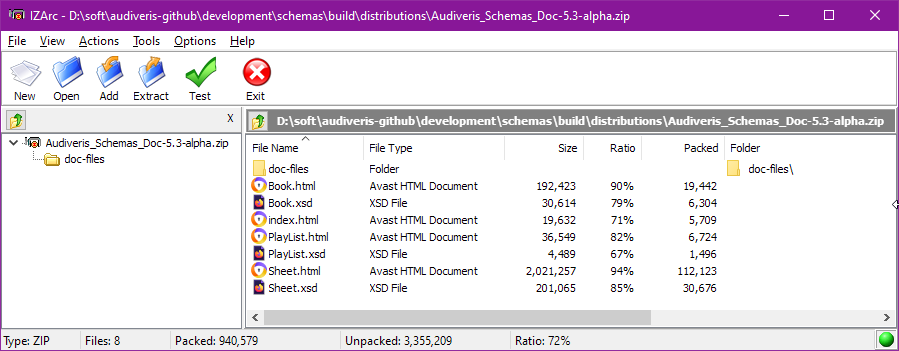 IZArc - D:\soft\audiveris-github\development\schemas\build\distributions\Audiveris_Schemas_Doc-5.3-alpha.zip
File View Actions Tools Options Help
New Open Add Extract Test Exit
X D:\soft\audiveris-github\development\schemas\build\distributions\Audiveris_Schemas_Doc-5.3-alpha.zip
Audiveris_Schemas_Doc-5.3-alpha.zip
doc-files
File Name File Type Size Ratio Packed Folder
doc-files Folder doc-files\
Book.html Avast HTML Document 192,423 90% 19,442
Book.xsd XSD File 30,614 79% 6,304
index.html Avast HTML Document 19,632 71% 5,709
PlayList.html Avast HTML Document 36,549 82% 6,724
PlayList.xsd XSD File 4,489 67% 1,496
Sheet.html Avast HTML Document 2,021,257 94% 112,123
Sheet.xsd XSD File 201,065 85% 30,676
Type: ZIP Files: 8 Packed: 940,579 Unpacked: 3,355,209 Ratio: 72%